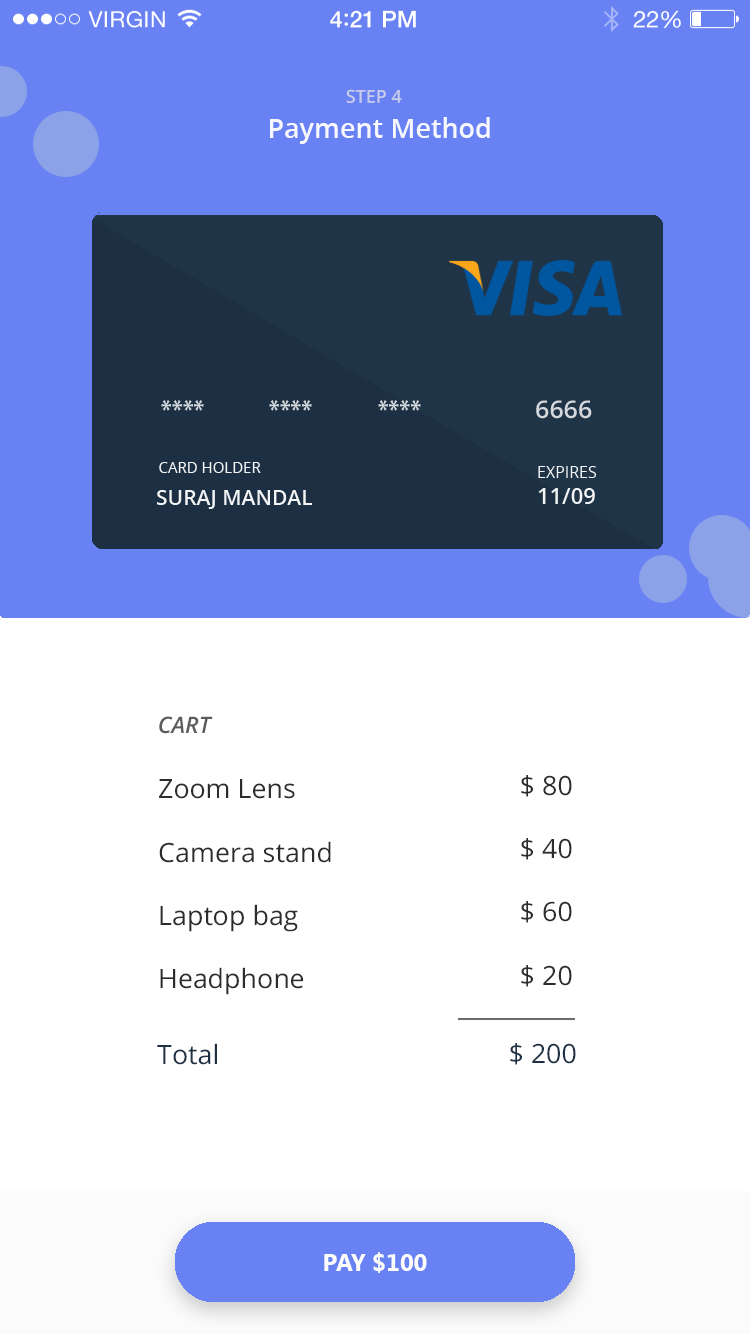 VIRGIN 4:21 PM 22%
STEP 4
Payment Method
VISA
**** **** **** 6666
CARD HOLDER EXPIRES
SURAJ MANDAL 11/09
CART
Zoom Lens $ 80
Camera stand $ 40
Laptop bag $ 60
Headphone $ 20
Total $ 200
PAY $100